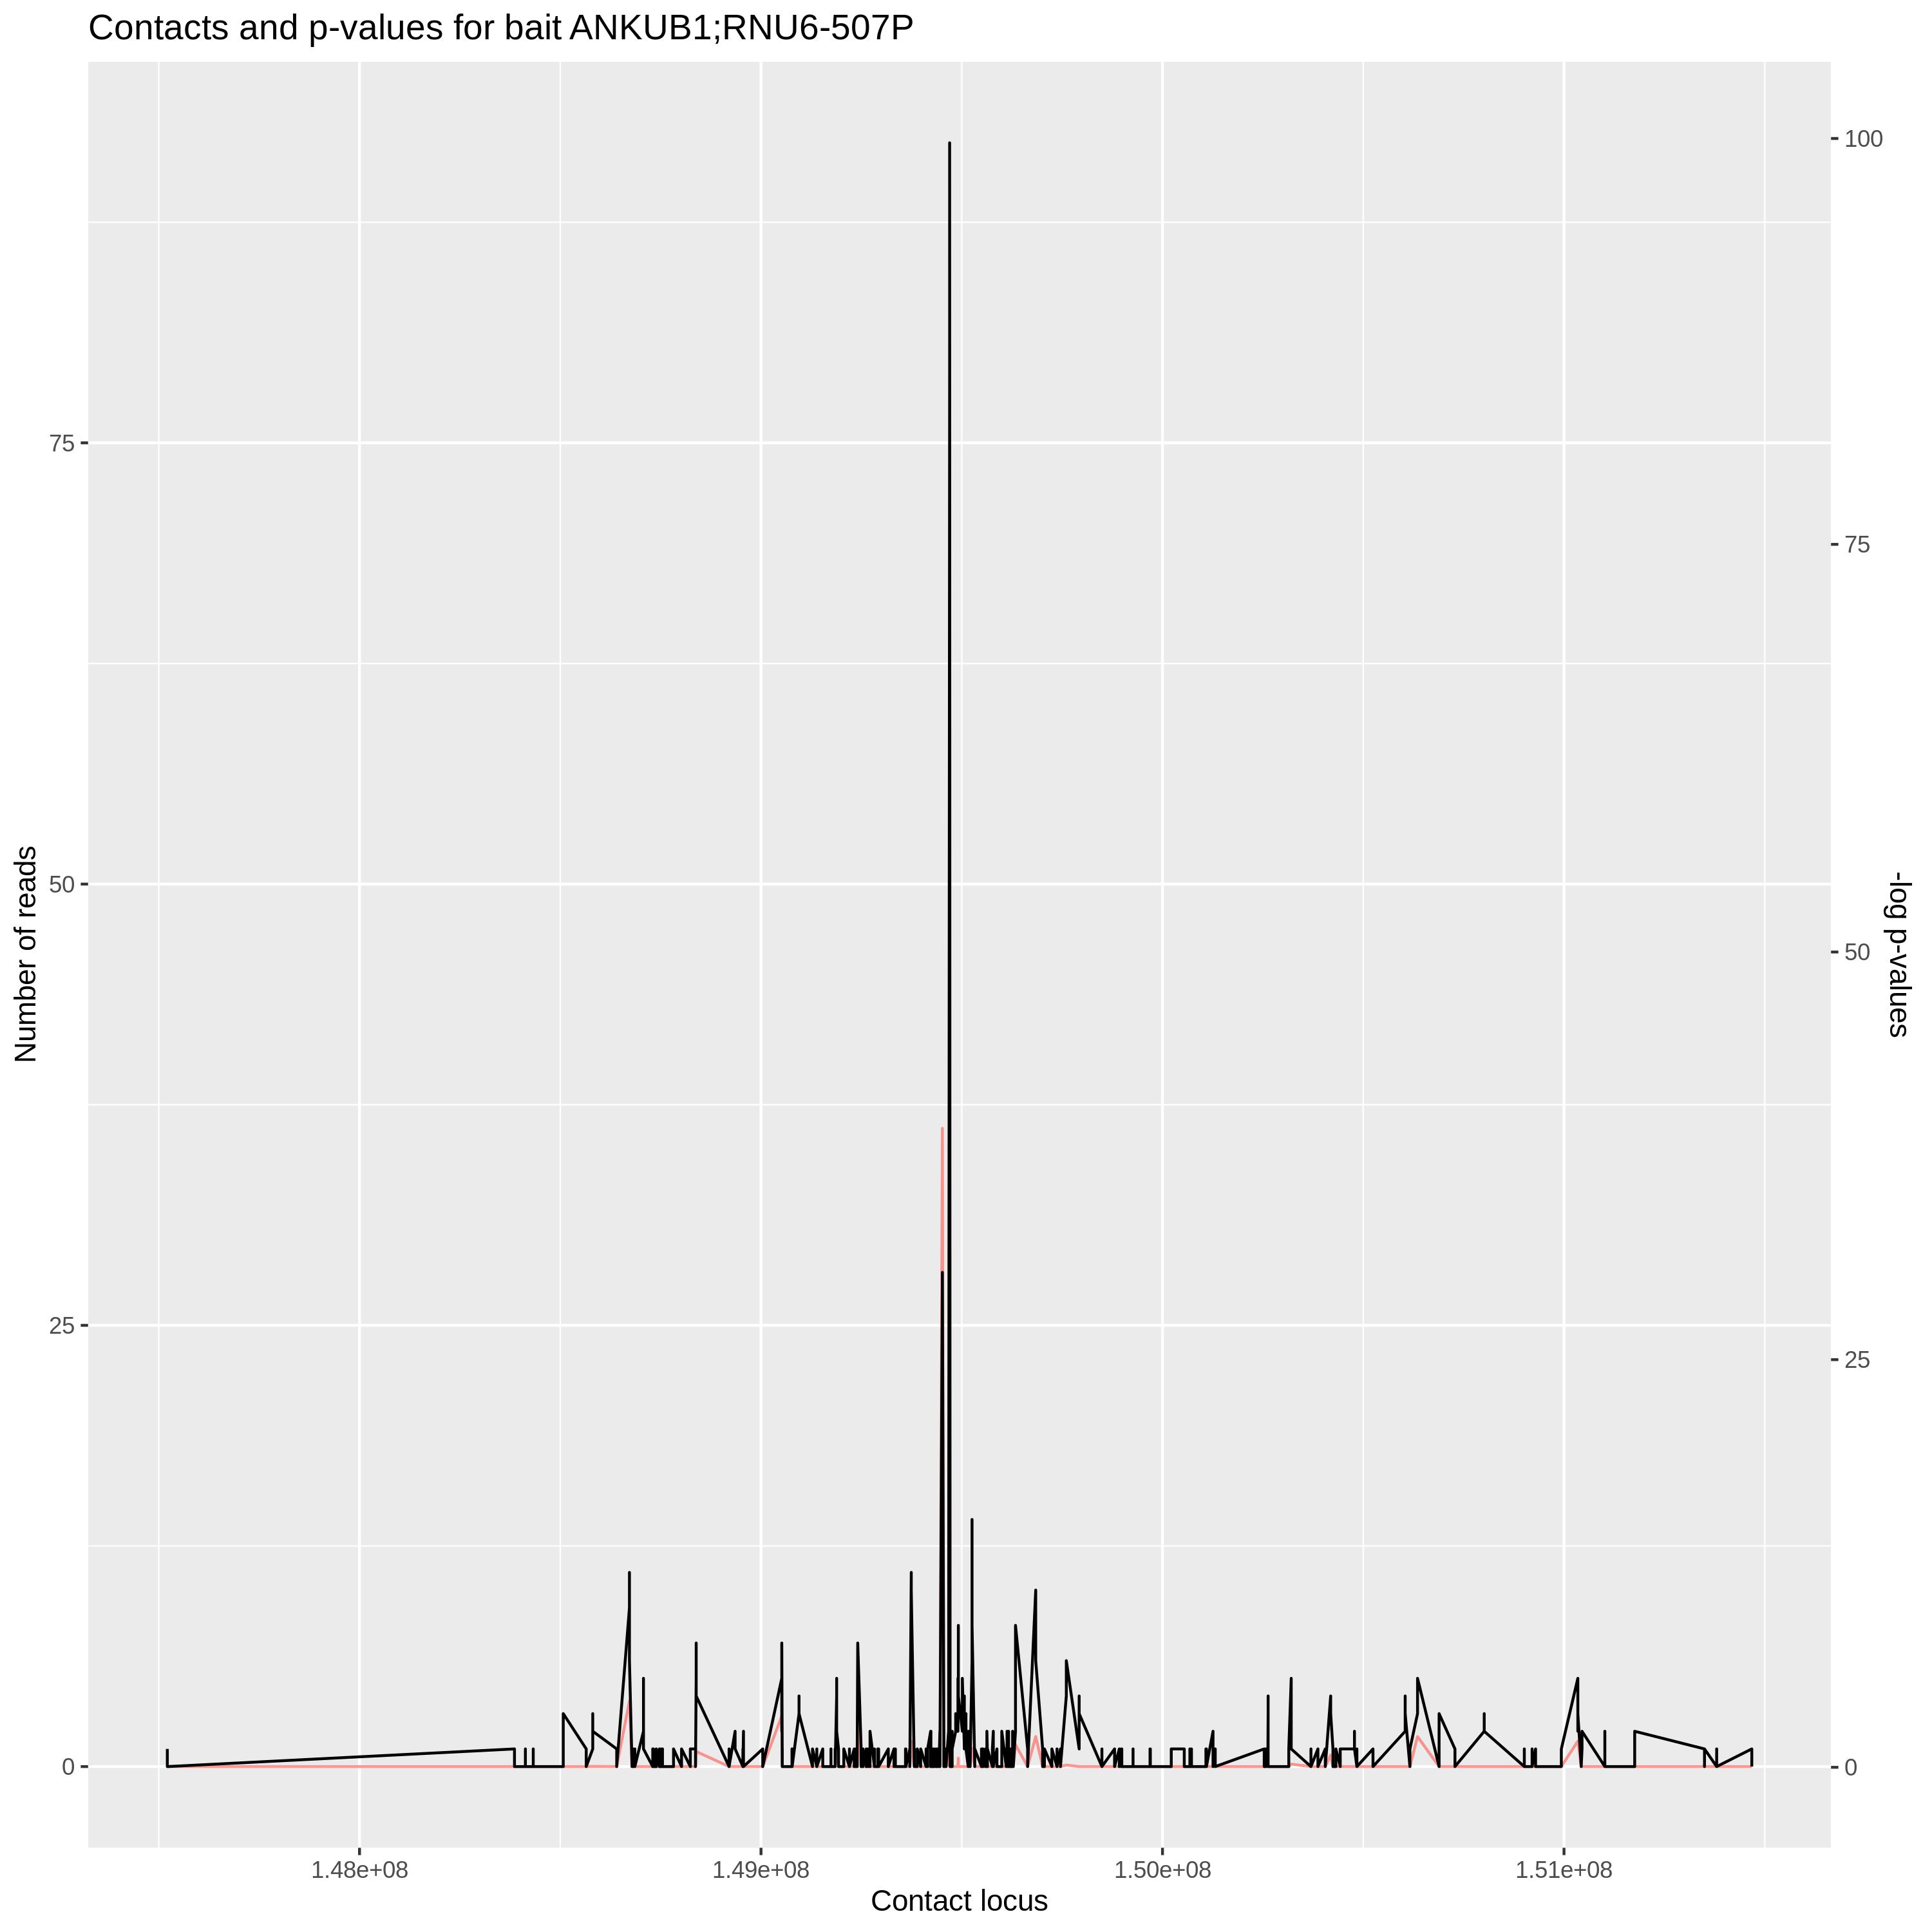 Contacts and p-values for bait ANKUB1;RNU6-507P
100
75
75
50
50
25
25
0
0
Number of reads
-log p-values
1.48e+08
1.49e+08
1.50e+08
1.51e+08
Contact locus